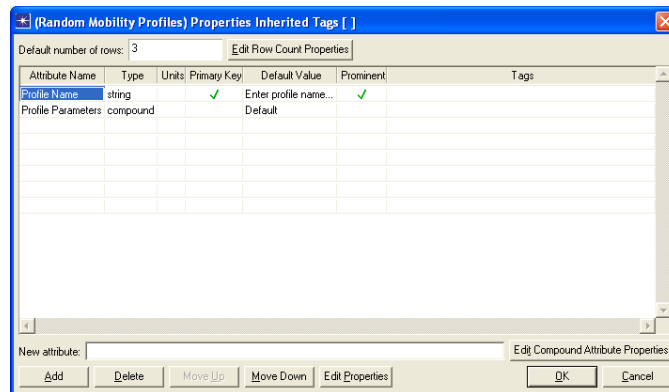 (Random Mobility Profiles) Properties Inherited Tags [ ]
Default number of rows: 3 Edit Row Count Properties
Attribute Name Type Units Primary Key Default Value Prominent Tags
Profile Name string Enter profile name...
Profile Parameters compound Default
New attribute: Edit Compound Attribute Properties
Add Delete Move Up Move Down Edit Properties OK Cancel